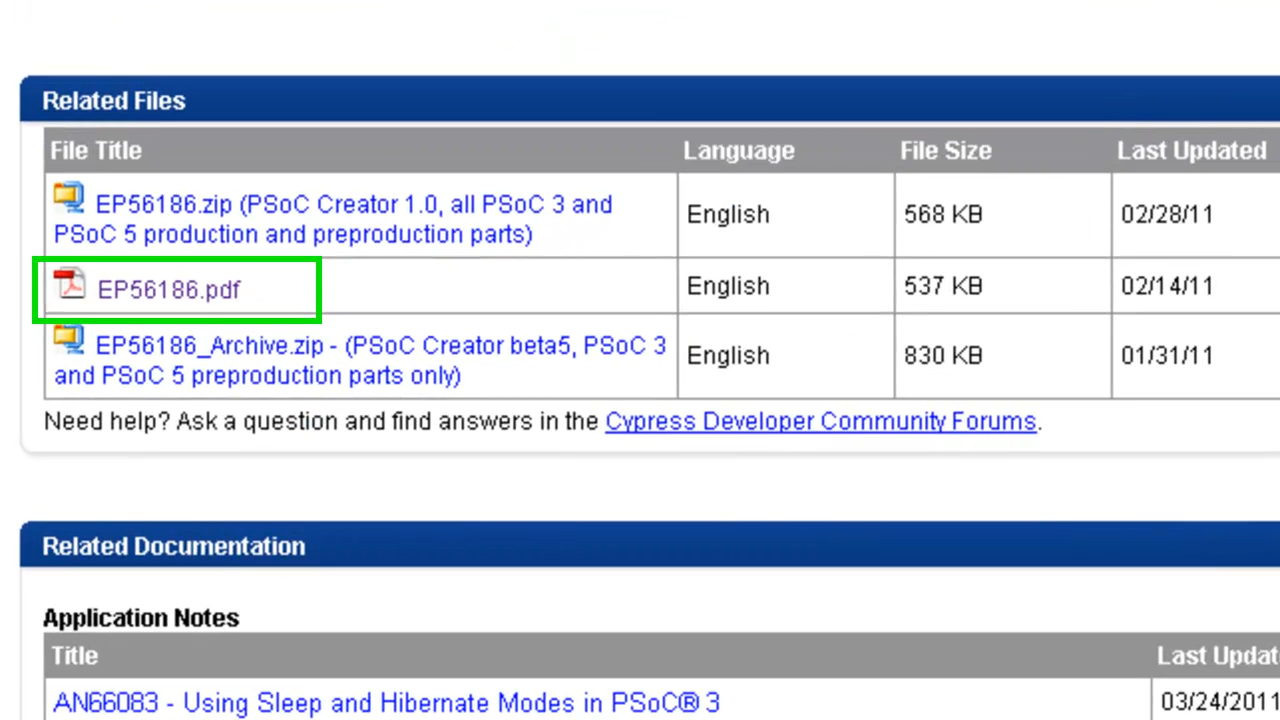 Related Files
File Title Language File Size Last Updated
EP56186.zip (PSoC Creator 1.0, all PSoC 3 and
PSoC 5 production and preproduction parts) English 568 KB 02/28/11
EP56186.pdf English 537 KB 02/14/11
EP56186_Archive.zip - (PSoC Creator beta5, PSoC 3
and PSoC 5 preproduction parts only) English 830 KB 01/31/11
Need help? Ask a question and find answers in the Cypress Developer Community Forums.
Related Documentation
Application Notes
Title Last Updat
AN66083 - Using Sleep and Hibernate Modes in PSoC® 3 03/24/2011